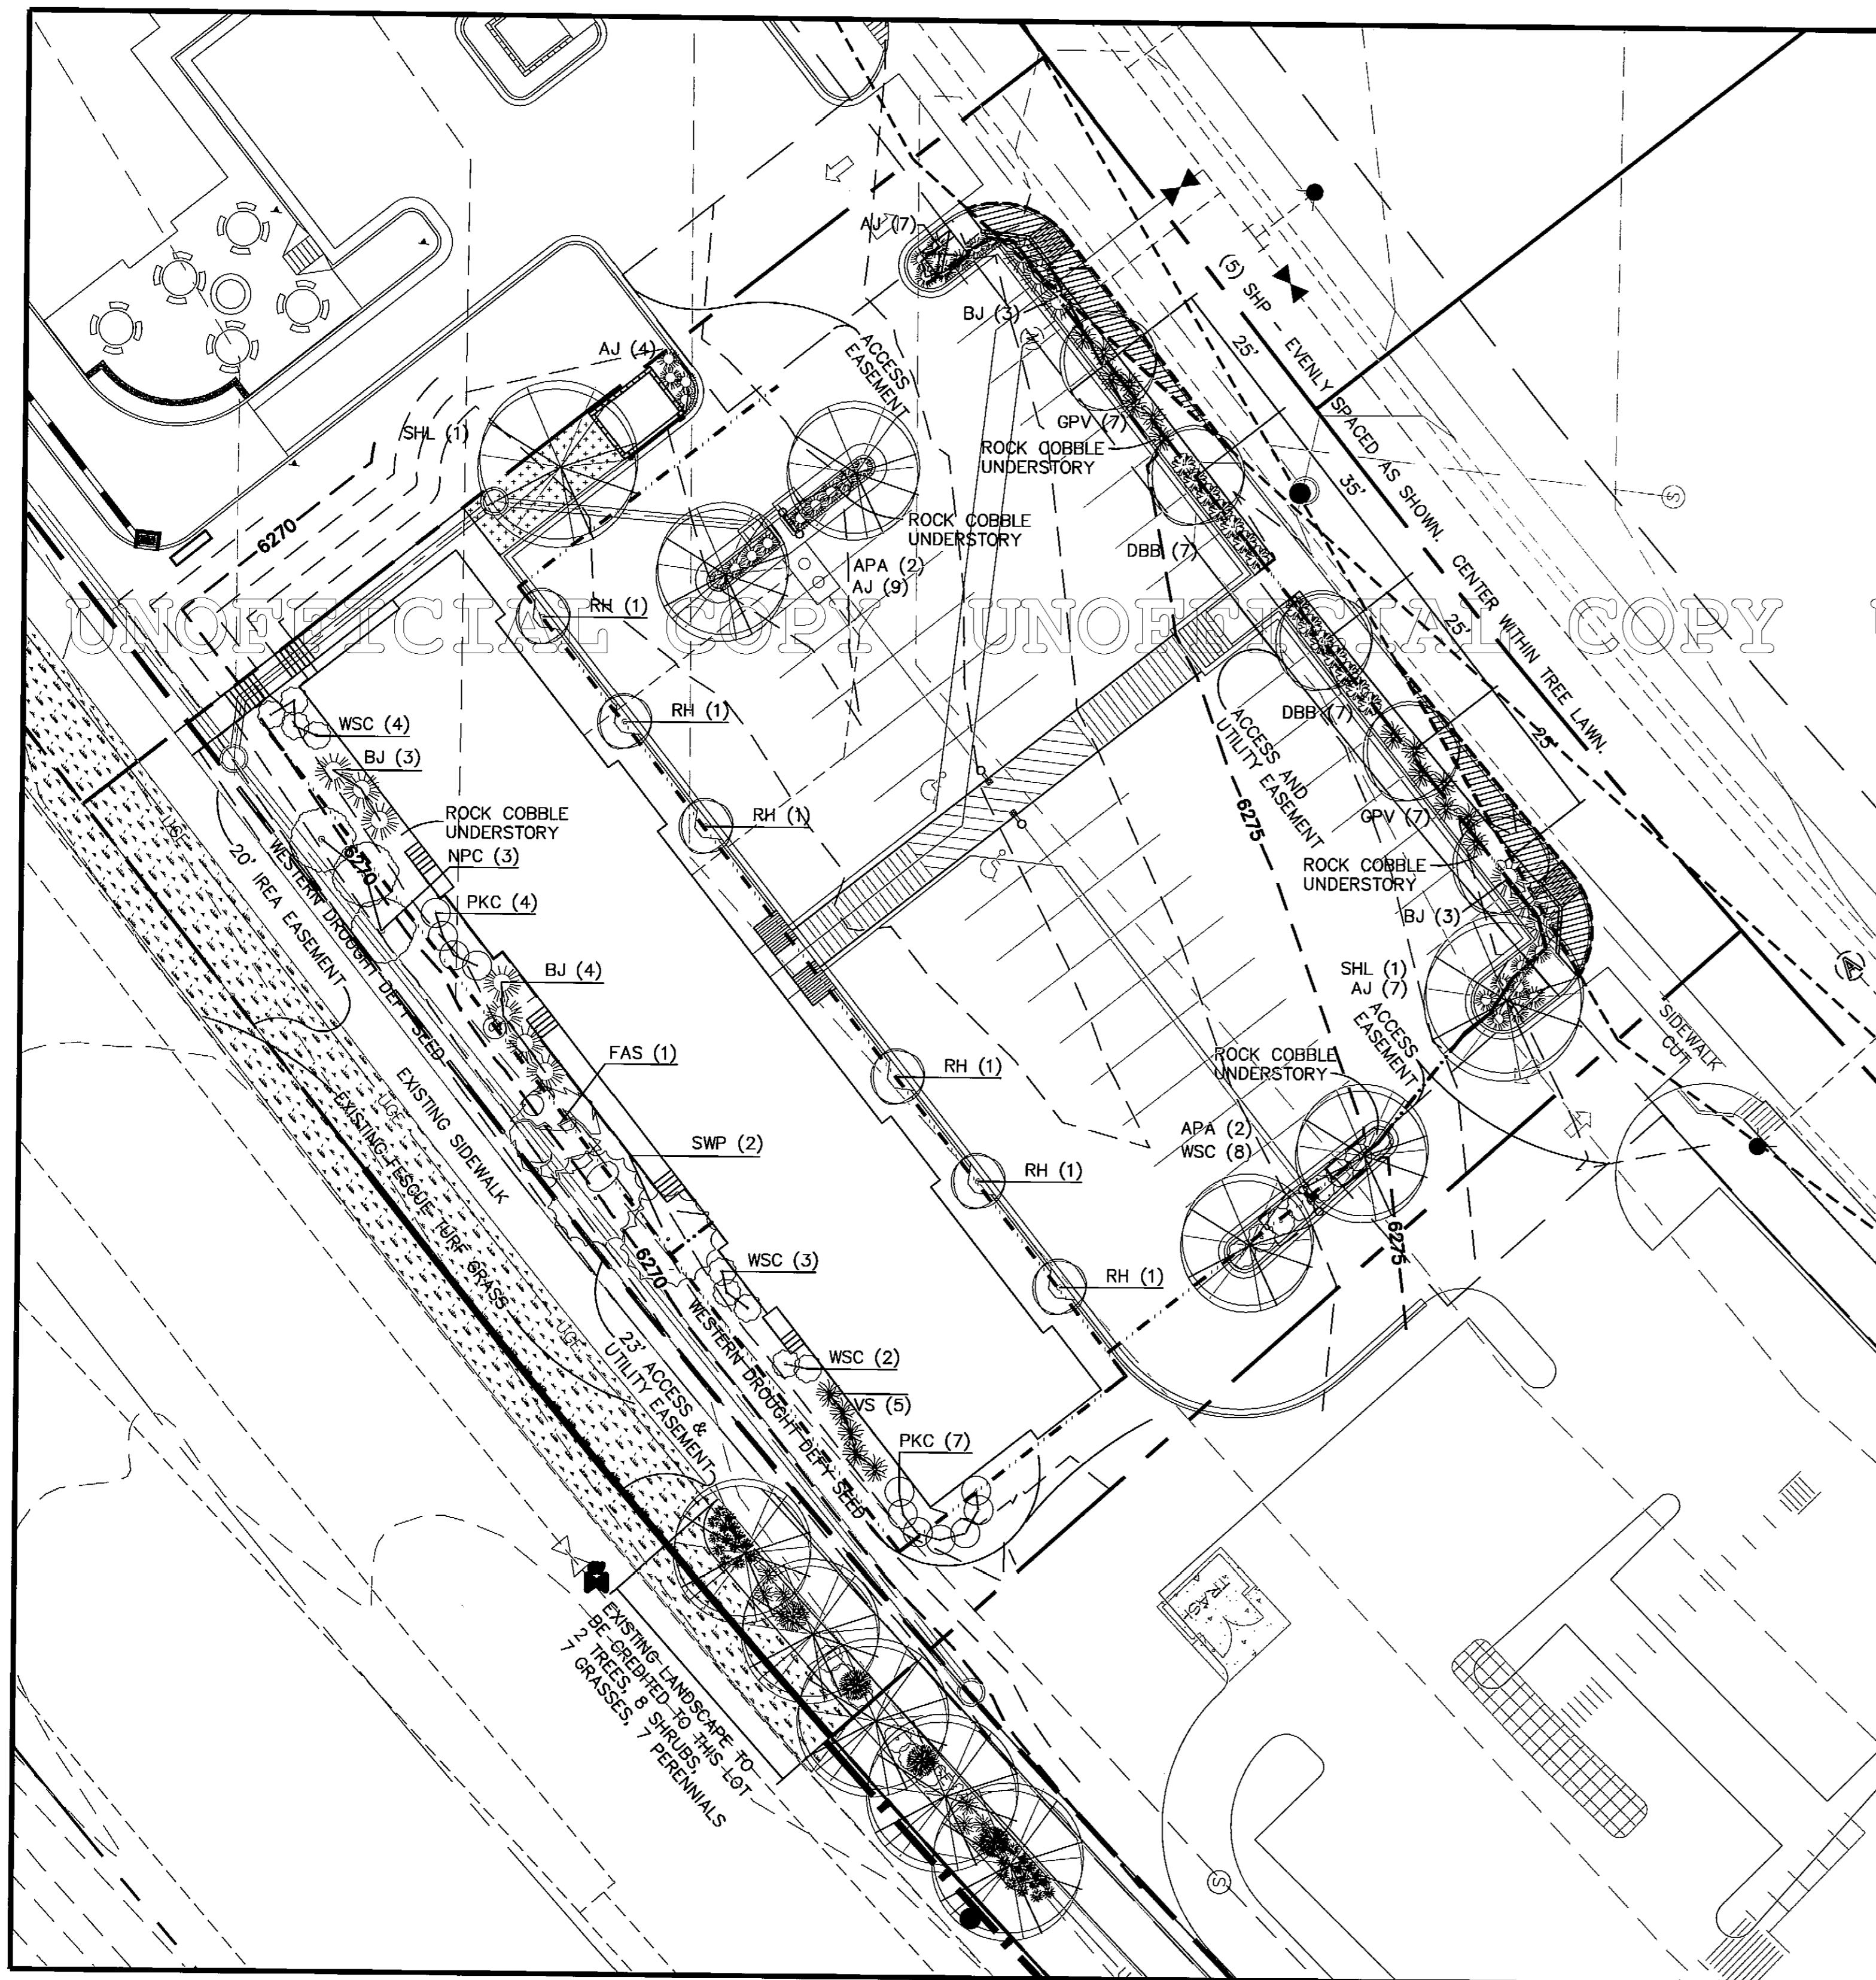 AJ (7)
BJ (3)
ACCESS
EASEMENT
AJ (4)
SHL (1)
GPV (7)
ROCK COBBLE
UNDERSTORY
(5) SHP - EVENLY SPACED AS SHOWN. CENTER WITHIN TREE LAWN.
25'
35'
25'
25'
S
6270
ROCK COBBLE
UNDERSTORY
DBB (7)
APA (2)
AJ (9)
RH (1)
UNOFFICIAL COPY UNOFFICIAL COPY
RH (1)
WSC (4)
DBB (7)
ACCESS AND
UTILITY EASEMENT
BJ (3)
ROCK COBBLE
UNDERSTORY
RH (1)
6275
GPV (7)
NPC (3)
6270
ROCK COBBLE
UNDERSTORY
PKC (4)
BJ (3)
UGE
20' IREA EASEMENT
WESTERN DROUGHT DEFY SEED
BJ (4)
SHL (1)
AJ (7)
ACCESS
EASEMENT
SIDEWALK
CUT
A
FAS (1)
RH (1)
ROCK COBBLE
UNDERSTORY
EXISTING SIDEWALK
UGE
EXISTING FESCUE TURF GRASS
SWP (2)
APA (2)
WSC (8)
RH (1)
6275
WSC (3)
6270
RH (1)
UGE
WESTERN DROUGHT DEFY SEED
23' ACCESS &
UTILITY EASEMENT
WSC (2)
VS (5)
PKC (7)
TRASH
EXISTING LANDSCAPE TO
BE CREDITED TO THIS LOT
2 TREES, 8 SHRUBS,
7 GRASSES, 7 PERENNIALS
S